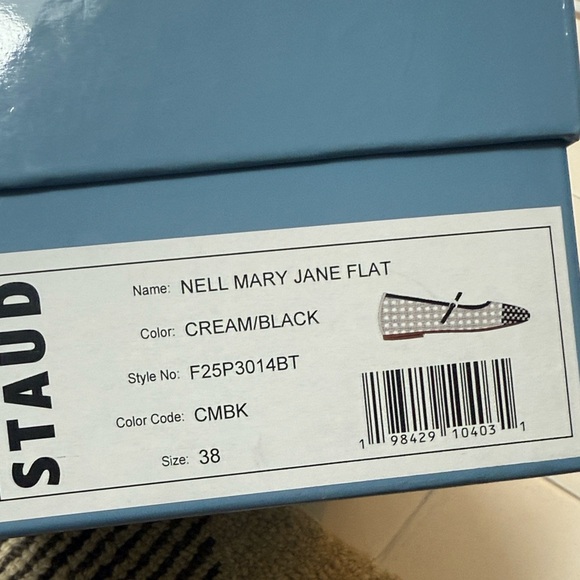 STAUD
Name: NELL MARY JANE FLAT
Color: CREAM/BLACK
Style No: F25P3014BT
Color Code: CMBK
Size: 38
1 98429 10403 1